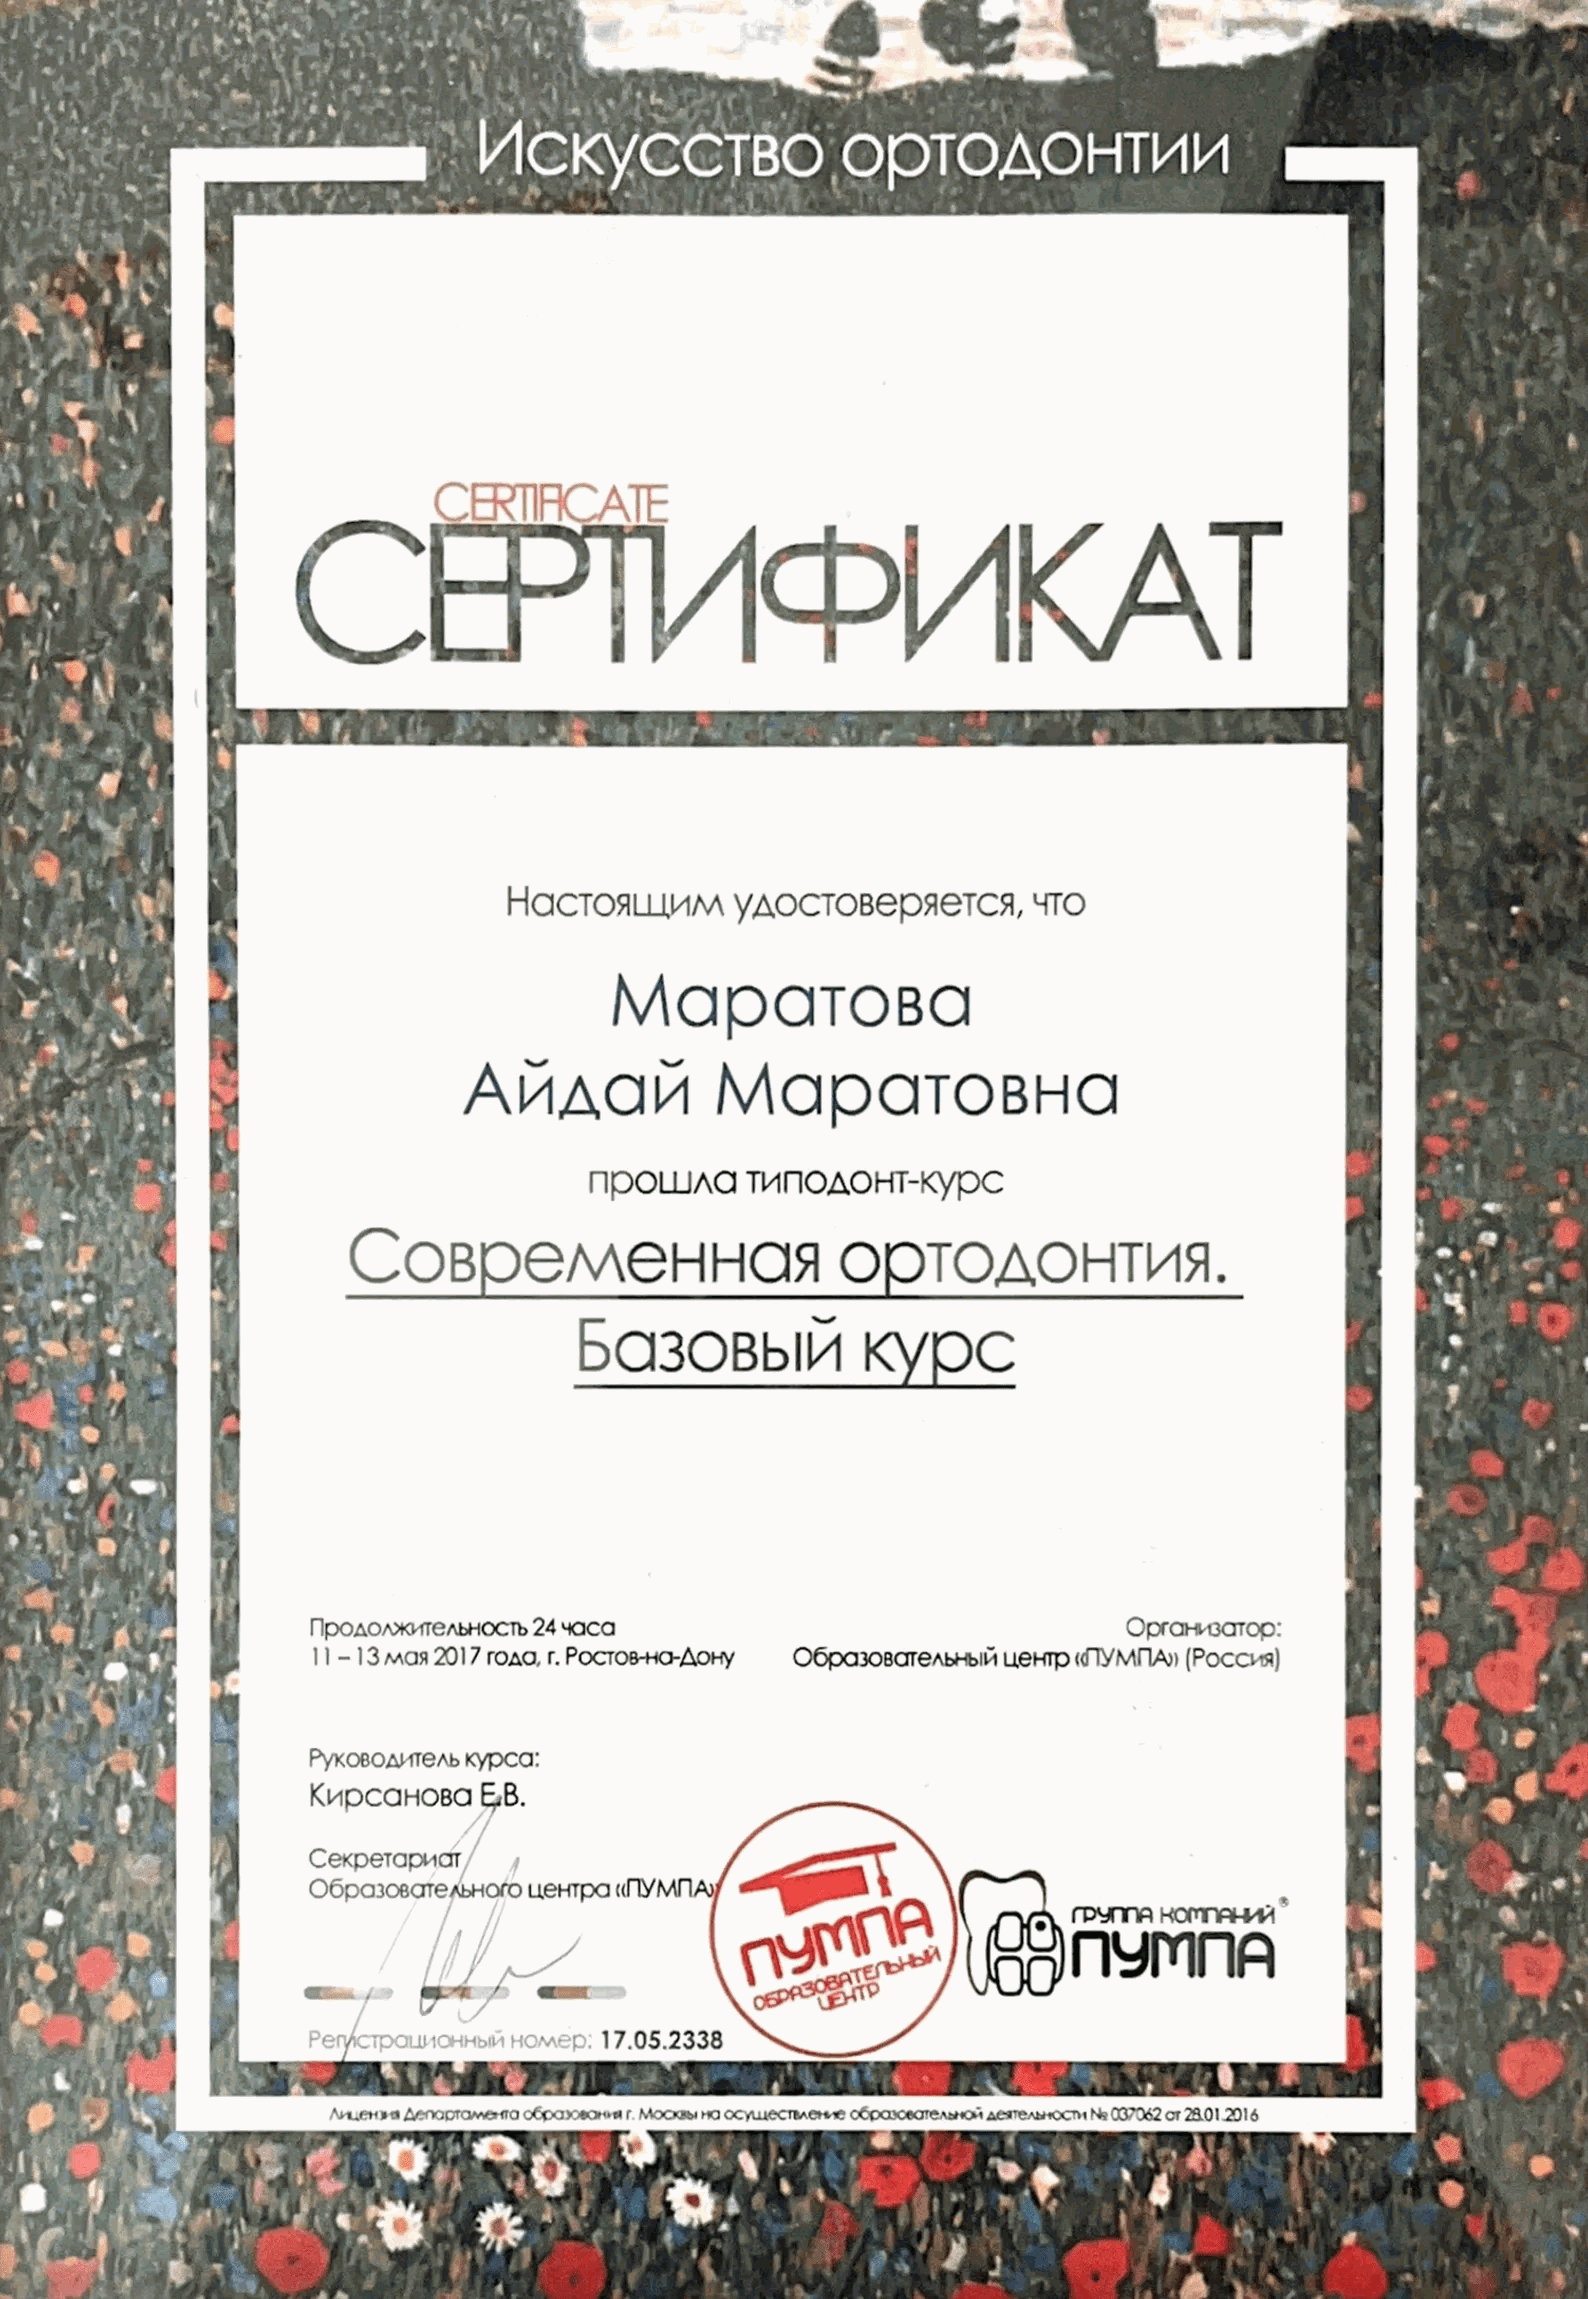 Искусство ортодонтии
CERTIFICATE
СЕРТИФИКАТ
Настоящим удостоверяется, что
Маратова
Айдай Маратовна
прошла типодонт-курс
Современная ортодонтия.
Базовый курс
Продолжительность 24 часа
11 – 13 мая 2017 года, г. Ростов-на-Дону
Организатор:
Образовательный центр «ПУМПА» (Россия)
Руководитель курса:
Кирсанова Е.В.
Секретариат
Образовательного центра «ПУМПА»
ПУМПА
ОБРАЗОВАТЕЛЬНЫЙ
ЦЕНТР
ГРУППА КОМПАНИЙ®
ПУМПА
Регистрационный номер: 17.05.2338
Лицензия Департамента образования г. Москвы на осуществление образовательной деятельности № 037062 от 28.01.2016